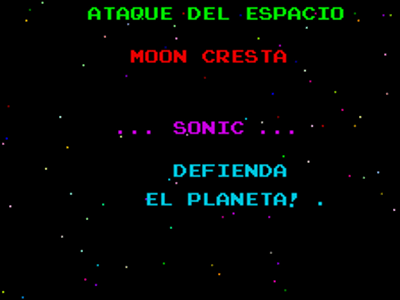 ATAQUE DEL ESPACIO
MOON CRESTA
... SONIC ...
DEFIENDA
EL PLANETA! .